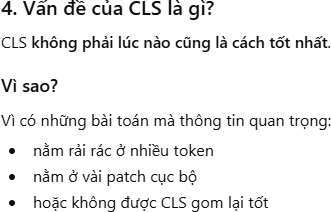 4. Vấn đề của CLS là gì?
CLS không phải lúc nào cũng là cách tốt nhất.
Vì sao?
Vì có những bài toán mà thông tin quan trọng:
• nằm rải rác ở nhiều token
• nằm ở vài patch cục bộ
• hoặc không được CLS gom lại tốt